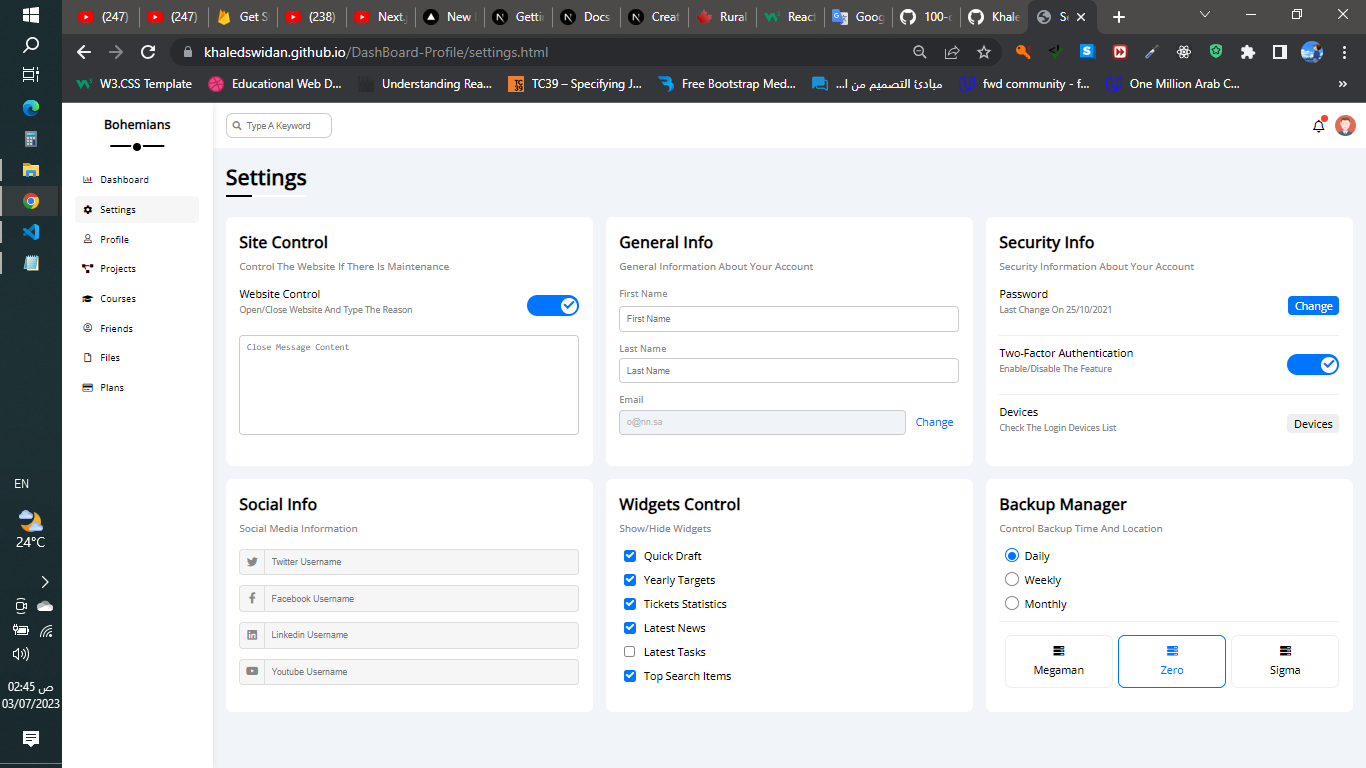 (247)
(247)
Get S
(238)
Next.
New
Gettin
Docs
Creat
Rural
React
Goog
100-
Khale
Se
khaledswidan.github.io/DashBoard-Profile/settings.html
W3.CSS Template
Educational Web D...
Understanding Rea...
TC39 – Specifying J...
Free Bootstrap Med...
مبادئ التصميم من ا...
fwd community - f...
One Million Arab C...
»
Bohemians
Type A Keyword
Dashboard
Settings
Profile
Projects
Courses
Friends
Files
Plans
Settings
Site Control
Control The Website If There Is Maintenance
Website Control
Open/Close Website And Type The Reason
Close Message Content
General Info
General Information About Your Account
First Name
First Name
Last Name
Last Name
Email
o@nn.sa
Change
Security Info
Security Information About Your Account
Password
Last Change On 25/10/2021
Change
Two-Factor Authentication
Enable/Disable The Feature
Devices
Check The Login Devices List
Devices
Social Info
Social Media Information
Twitter Username
Facebook Username
Linkedin Username
Youtube Username
Widgets Control
Show/Hide Widgets
Quick Draft
Yearly Targets
Tickets Statistics
Latest News
Latest Tasks
Top Search Items
Backup Manager
Control Backup Time And Location
Daily
Weekly
Monthly
Megaman
Zero
Sigma
EN
24°C
02:45 ص
03/07/2023